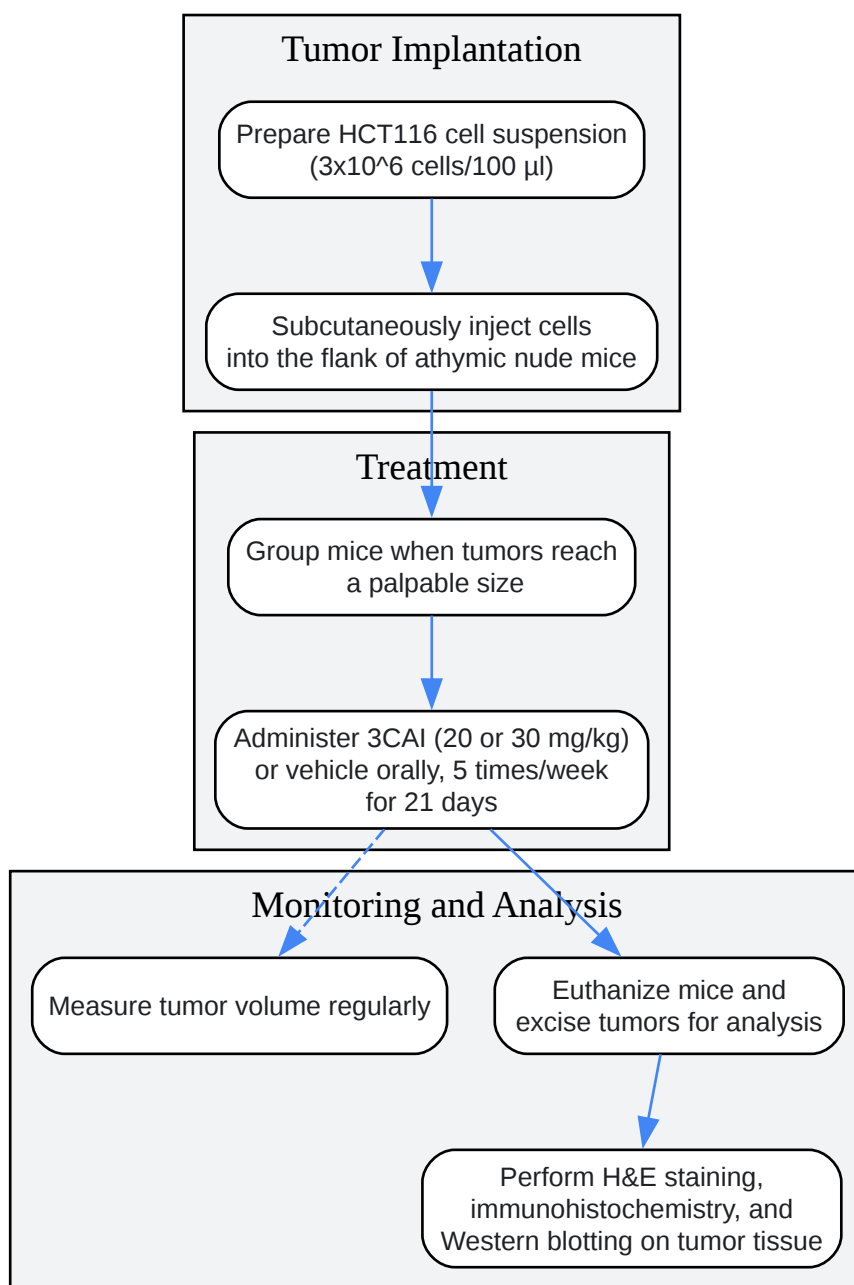 Tumor Implantation
Prepare HCT116 cell suspension
(3x10^6 cells/100 µl)
Subcutaneously inject cells
into the flank of athymic nude mice
Treatment
Group mice when tumors reach
a palpable size
Administer 3CAI (20 or 30 mg/kg)
or vehicle orally, 5 times/week
for 21 days
Monitoring and Analysis
Measure tumor volume regularly
Euthanize mice and
excise tumors for analysis
Perform H&E staining,
immunohistochemistry, and
Western blotting on tumor tissue